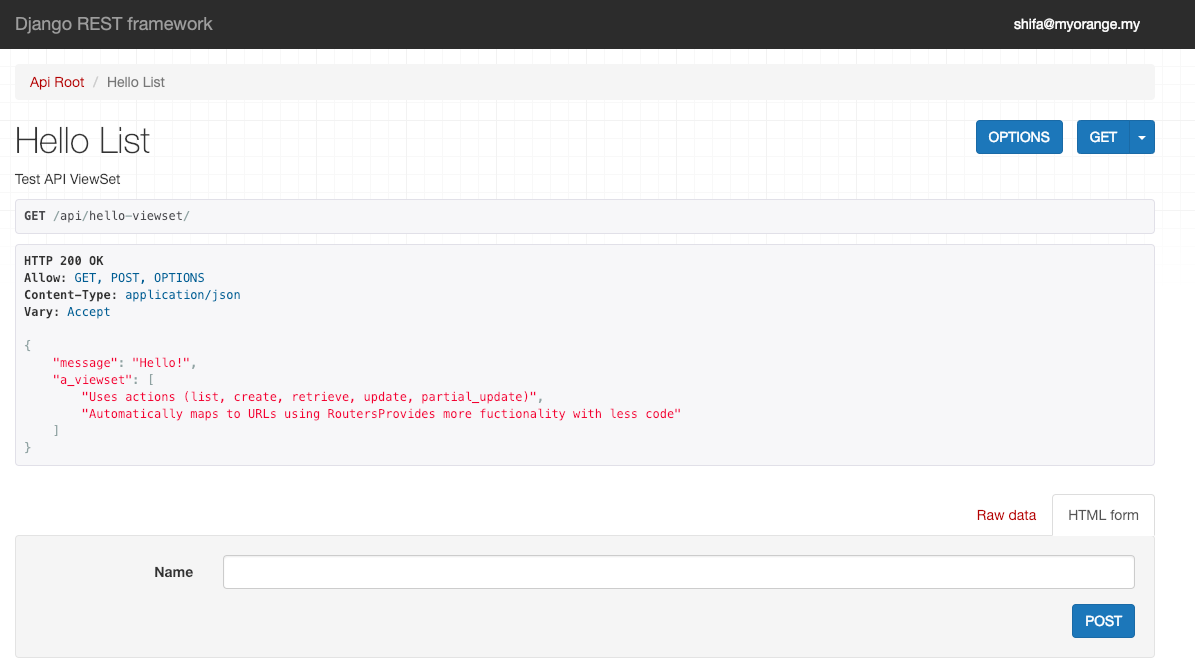 Django REST framework
shifa@myorange.my
Api Root / Hello List
Hello List
OPTIONS
GET
Test API ViewSet
GET /api/hello-viewset/
HTTP 200 OK
Allow: GET, POST, OPTIONS
Content-Type: application/json
Vary: Accept
{
    "message": "Hello!",
    "a_viewset": [
        "Uses actions (list, create, retrieve, update, partial_update)",
        "Automatically maps to URLs using RoutersProvides more fuctionality with less code"
    ]
}
Raw data
HTML form
Name
POST